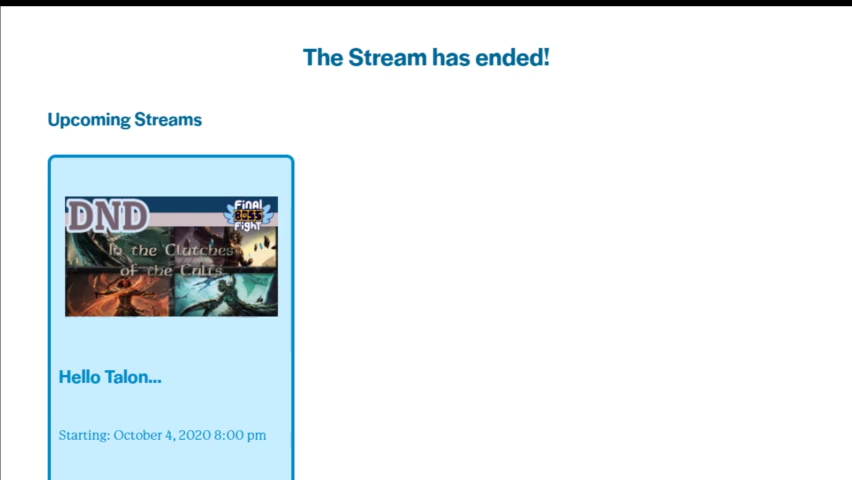 The Stream has ended!
Upcoming Streams
DND
FINAL
BOSS
FIGHT
In the Clutches
of the Cults
Hello Talon...
Starting: October 4, 2020 8:00 pm